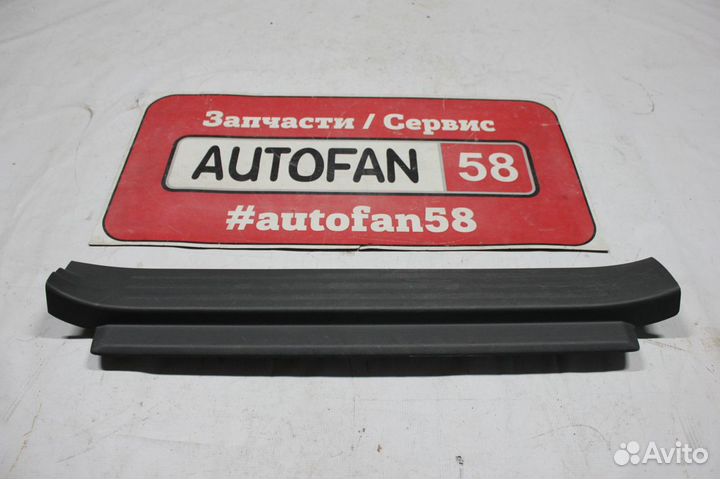 Запчасти / Сервис
AUTOFAN 58
#autofan58
Avito